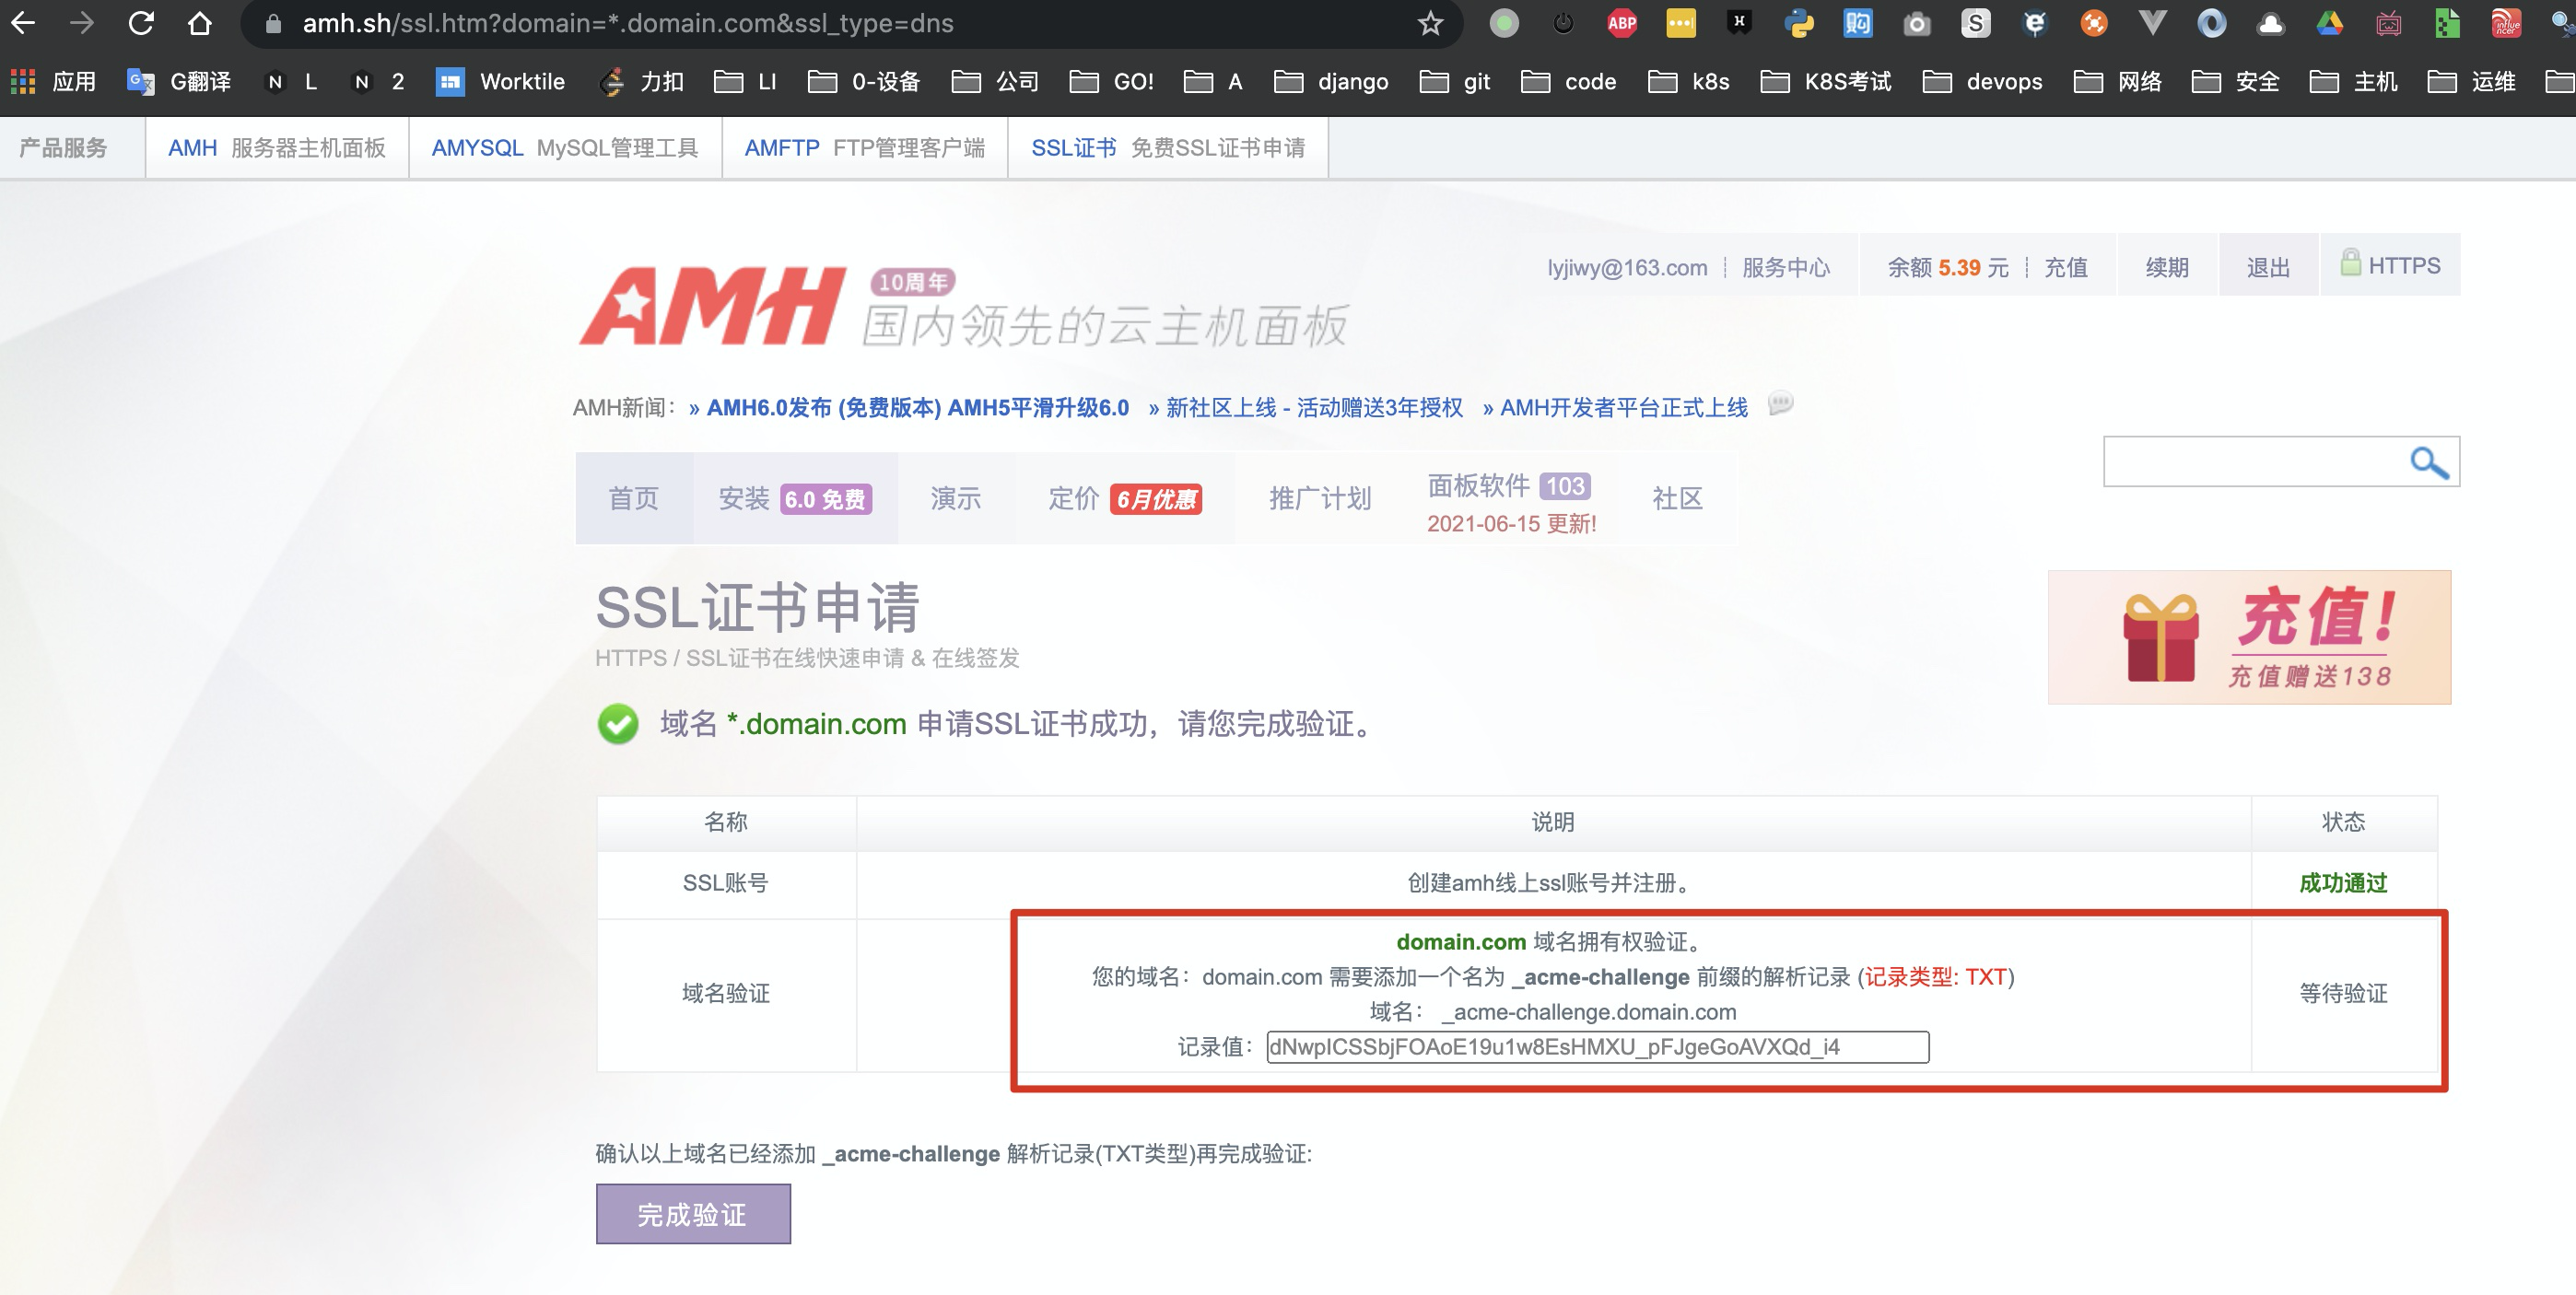 amh.sh/ssl.htm?domain=*.domain.com&ssl_type=dns
ABP
购
S
应用
G翻译
N L
N 2
Worktile
力扣
LI
0-设备
公司
GO!
A
django
git
code
k8s
K8S考试
devops
网络
安全
主机
运维
产品服务
AMH 服务器主机面板
AMYSQL MySQL管理工具
AMFTP FTP管理客户端
SSL证书 免费SSL证书申请
lyjiwy@163.com
服务中心
余额 5.39 元
充值
续期
退出
HTTPS
AMH
10周年
国内领先的云主机面板
AMH新闻： » AMH6.0发布 (免费版本) AMH5平滑升级6.0 » 新社区上线 - 活动赠送3年授权 » AMH开发者平台正式上线
首页
安装 6.0 免费
演示
定价 6月优惠
推广计划
面板软件 103
2021-06-15 更新!
社区
SSL证书申请
HTTPS / SSL证书在线快速申请 & 在线签发
充值!
充值赠送138
域名 *.domain.com 申请SSL证书成功，请您完成验证。
名称 说明 状态
SSL账号 创建amh线上ssl账号并注册。 成功通过
域名验证
domain.com 域名拥有权验证。
您的域名：domain.com 需要添加一个名为 _acme-challenge 前缀的解析记录 (记录类型: TXT)
域名： _acme-challenge.domain.com
记录值： dNwpICSSbjFOAoE19u1w8EsHMXU_pFJgeGoAVXQd_i4
等待验证
确认以上域名已经添加 _acme-challenge 解析记录(TXT类型)再完成验证:
完成验证